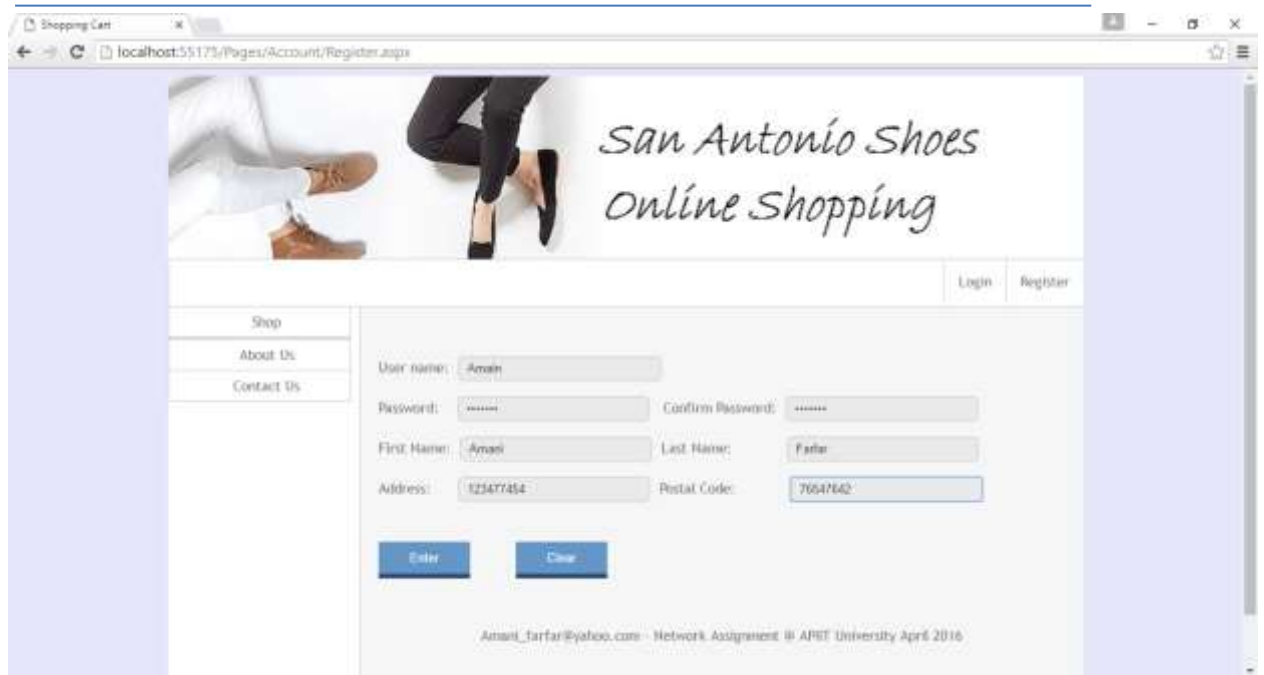 Shopping Cart
localhost:55175/Pages/Account/Register.aspx
San Antonio Shoes
Online Shopping
Login Register
Shop
About Us
Contact Us
User name: Amain
Password: ••••••• Confirm Password: •••••••
First Name: Amani Last Name: Farfar
Address: 123477454 Postal Code: 76547642
Enter Clear
Amani_farfar@yahoo.com - Network Assignment @ APIIT University April 2016